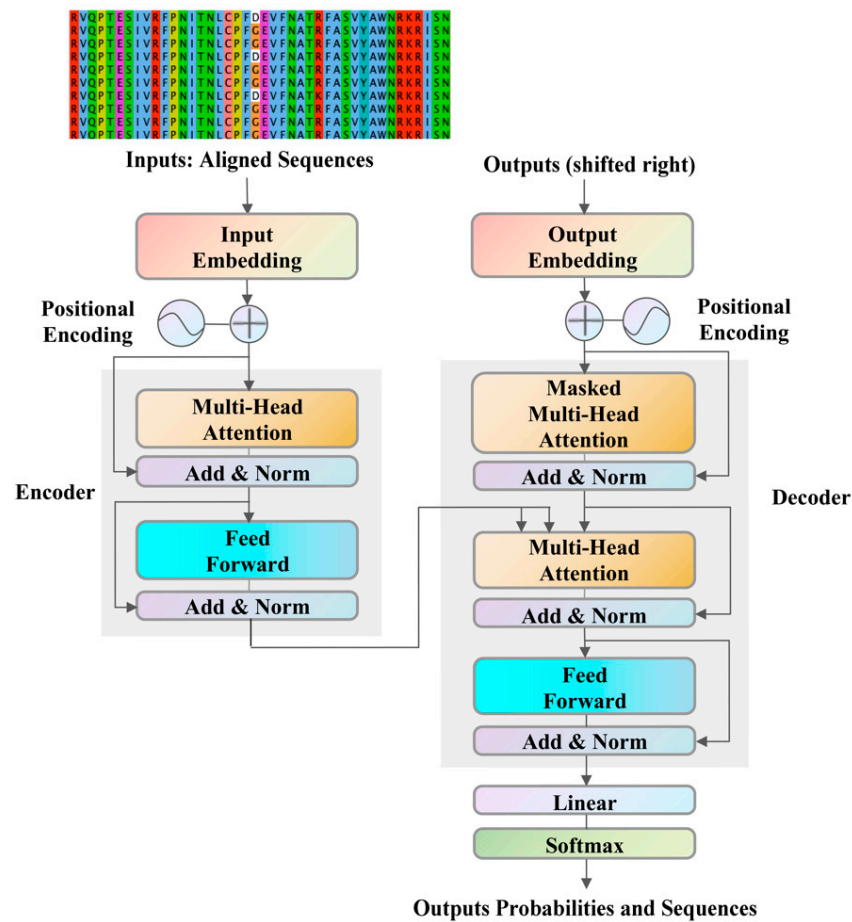 RVQPTESIVRFPNITNLCPFDEVFNATRFASVYAWNRKRISN
RVQPTESIVRFPNITNLCPFGEVFNATRFASVYAWNRKRISN
RVQPTESIVRFPNITNLCPFGEVFNATRFASVYAWNRKRISN
RVQPTESIVRFPNITNLCPFDEVFNATRFASVYAWNRKRISN
RVQPTESIVRFPNITNLCPFGEVFNATRFASVYAWNRKRISN
RVQPTESIVRFPNITNLCPFGEVFNATRFASVYAWNRKRISN
RVQPTESIVRFPNITNLCPFDEVFNATRFASVYAWNRKRISN
RVQPTESIVRFPNITNLCPFGEVFNATRFASVYAWNRKRISN
RVQPTESIVRFPNITNLCPFGEVFNATRFASVYAWNRKRISN
RVQPTESIVRFPNITNLCPFGEVFNATRFASVYAWNRKRISN
Inputs: Aligned Sequences
Input
Embedding
Positional
Encoding
Encoder
Multi-Head
Attention
Add & Norm
Feed
Forward
Add & Norm
Outputs (shifted right)
Output
Embedding
Positional
Encoding
Decoder
Masked
Multi-Head
Attention
Add & Norm
Multi-Head
Attention
Add & Norm
Feed
Forward
Add & Norm
Linear
Softmax
Outputs Probabilities and Sequences